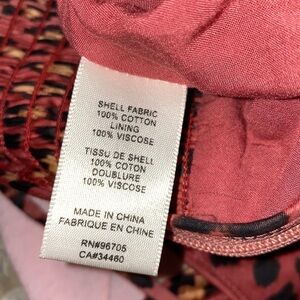 SHELL FABRIC
100% COTTON
LINING
100% VISCOSE
TISSU DE SHELL
100% COTON
DOUBLURE
100% VISCOSE
MADE IN CHINA
FABRIQUE EN CHINE
RN#96705
CA#34460